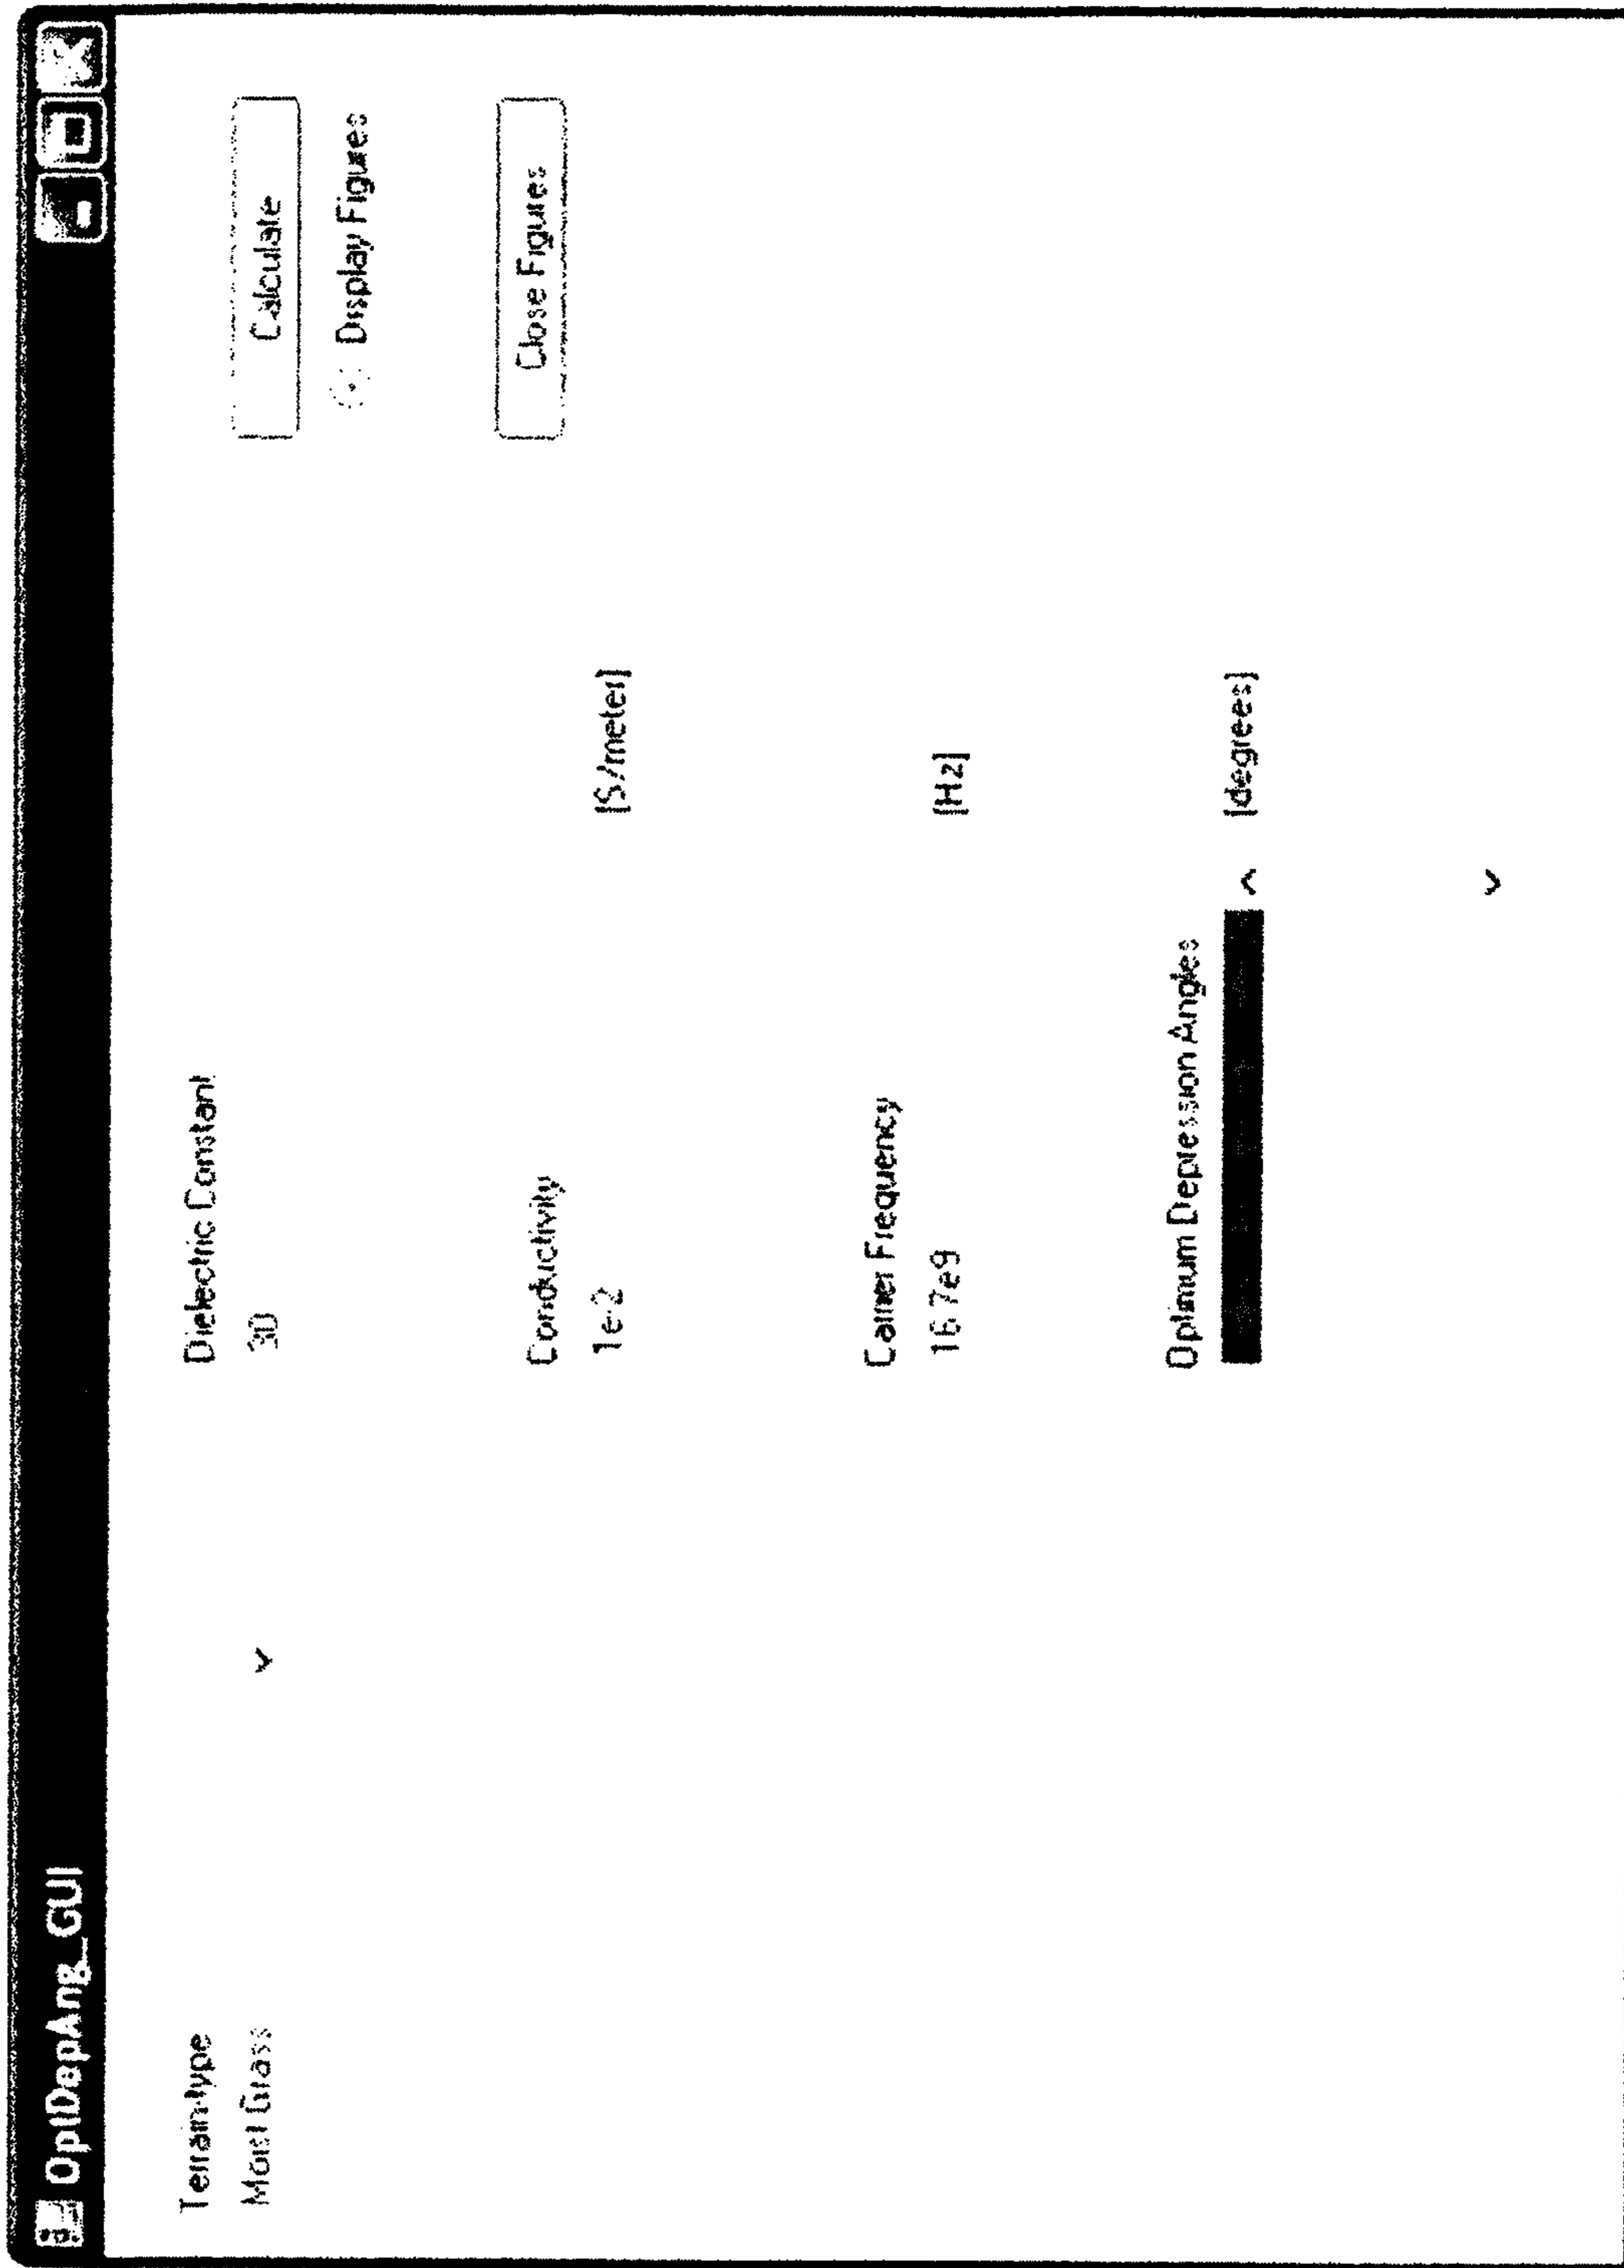 OptDepAng_GUI
Terrain-type
Moist Grass
Dielectric Constant
30
Calculate
Display Figures
Close Figures
Conductivity
1e-2 [S/meter]
Carrier Frequency
16.7e9 [Hz]
Optimum Depression Angles
[degrees]